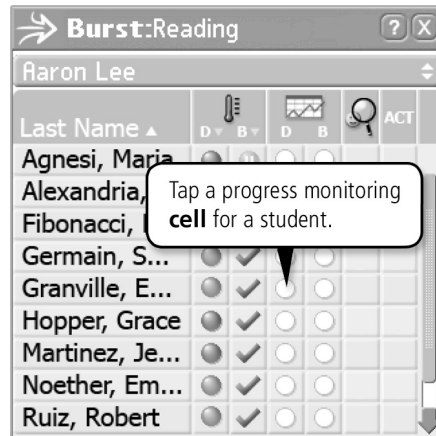 Burst:Reading ? X
Aaron Lee
Last Name D B D B ACT
Agnesi, Maria
Alexandria,
Fibonacci,
Germain, S...
Granville, E...
Hopper, Grace
Martinez, Je...
Noether, Em...
Ruiz, Robert
Tap a progress monitoring
cell for a student.